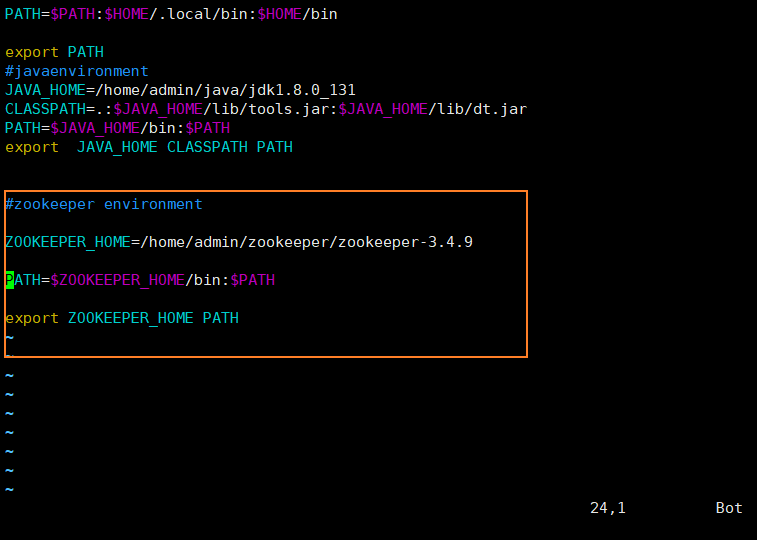 PATH=$PATH:$HOME/.local/bin:$HOME/bin
export PATH
#javaenvironment
JAVA_HOME=/home/admin/java/jdk1.8.0_131
CLASSPATH=.:$JAVA_HOME/lib/tools.jar:$JAVA_HOME/lib/dt.jar
PATH=$JAVA_HOME/bin:$PATH
export  JAVA_HOME CLASSPATH PATH
#zookeeper environment
ZOOKEEPER_HOME=/home/admin/zookeeper/zookeeper-3.4.9
PATH=$ZOOKEEPER_HOME/bin:$PATH
export ZOOKEEPER_HOME PATH
~
~
~
~
~
~
~
~
~
24,1 Bot